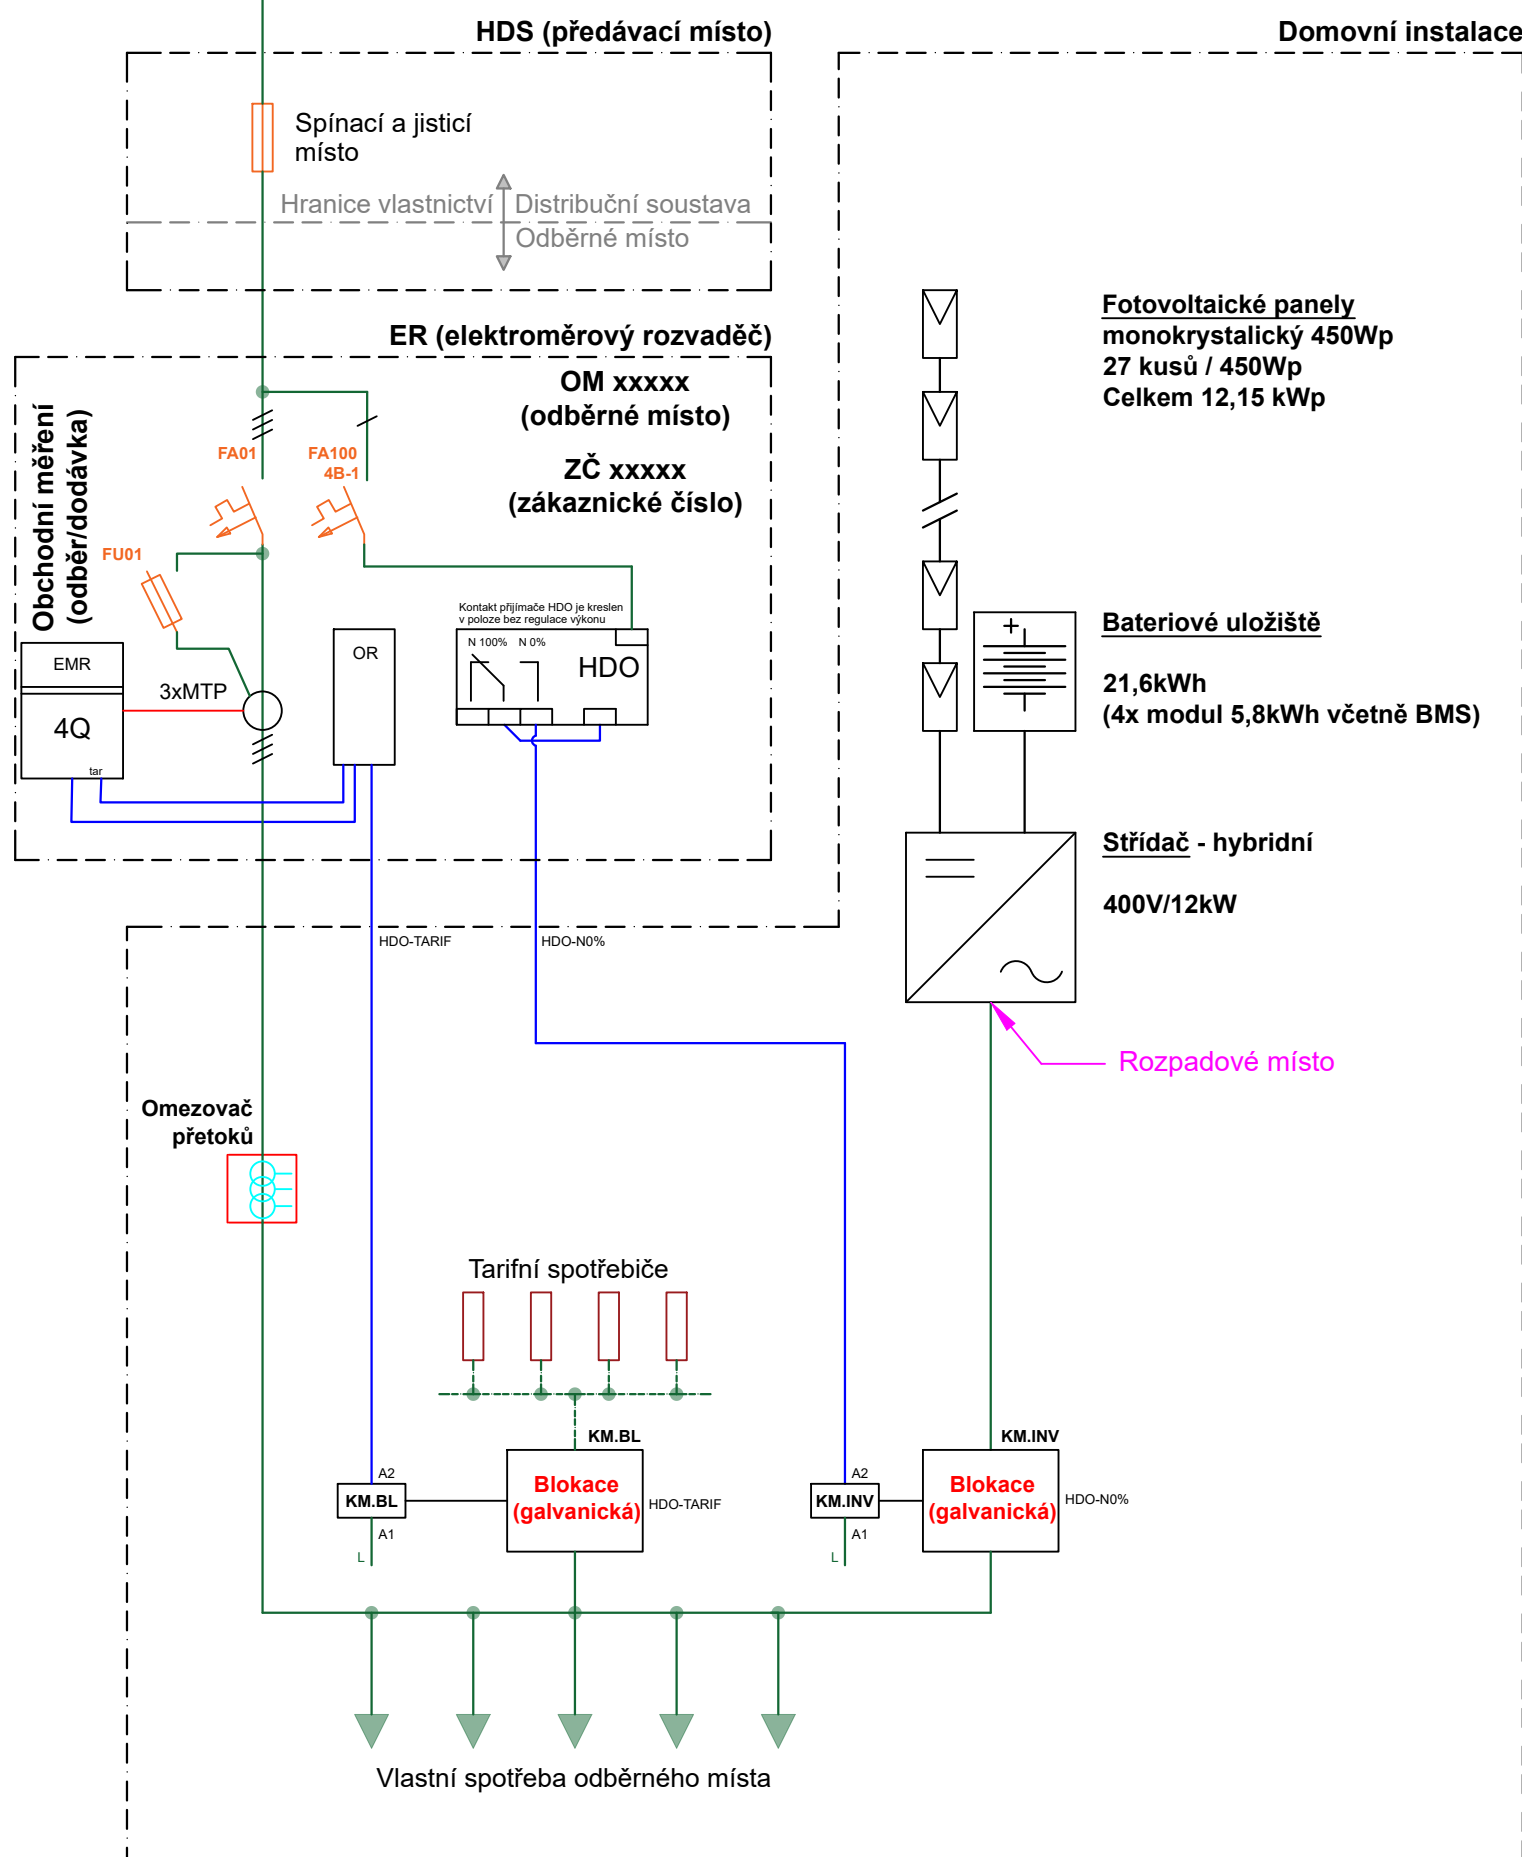 HDS (předávací místo)
Domovní instalace
Spínací a jisticí
místo
Hranice vlastnictví
Distribuční soustava
Odběrné místo
ER (elektroměrový rozvaděč)
OM xxxxx
(odběrné místo)
ZČ xxxxx
(zákaznické číslo)
Obchodní měření
(odběr/dodávka)
FA01
FA100
4B-1
FU01
Kontakt přijímače HDO je kreslen
v poloze bez regulace výkonu
N 100%
N 0%
HDO
EMR
4Q
tar
3xMTP
OR
Fotovoltaické panely
monokrystalický 450Wp
27 kusů / 450Wp
Celkem 12,15 kWp
Bateriové uložiště
21,6kWh
(4x modul 5,8kWh včetně BMS)
Střídač - hybridní
400V/12kW
HDO-TARIF
HDO-N0%
Rozpadové místo
Omezovač
přetoků
Tarifní spotřebiče
KM.BL
KM.INV
A2
KM.BL
A1
L
Blokace
(galvanická)
HDO-TARIF
A2
KM.INV
A1
L
Blokace
(galvanická)
HDO-N0%
Vlastní spotřeba odběrného místa